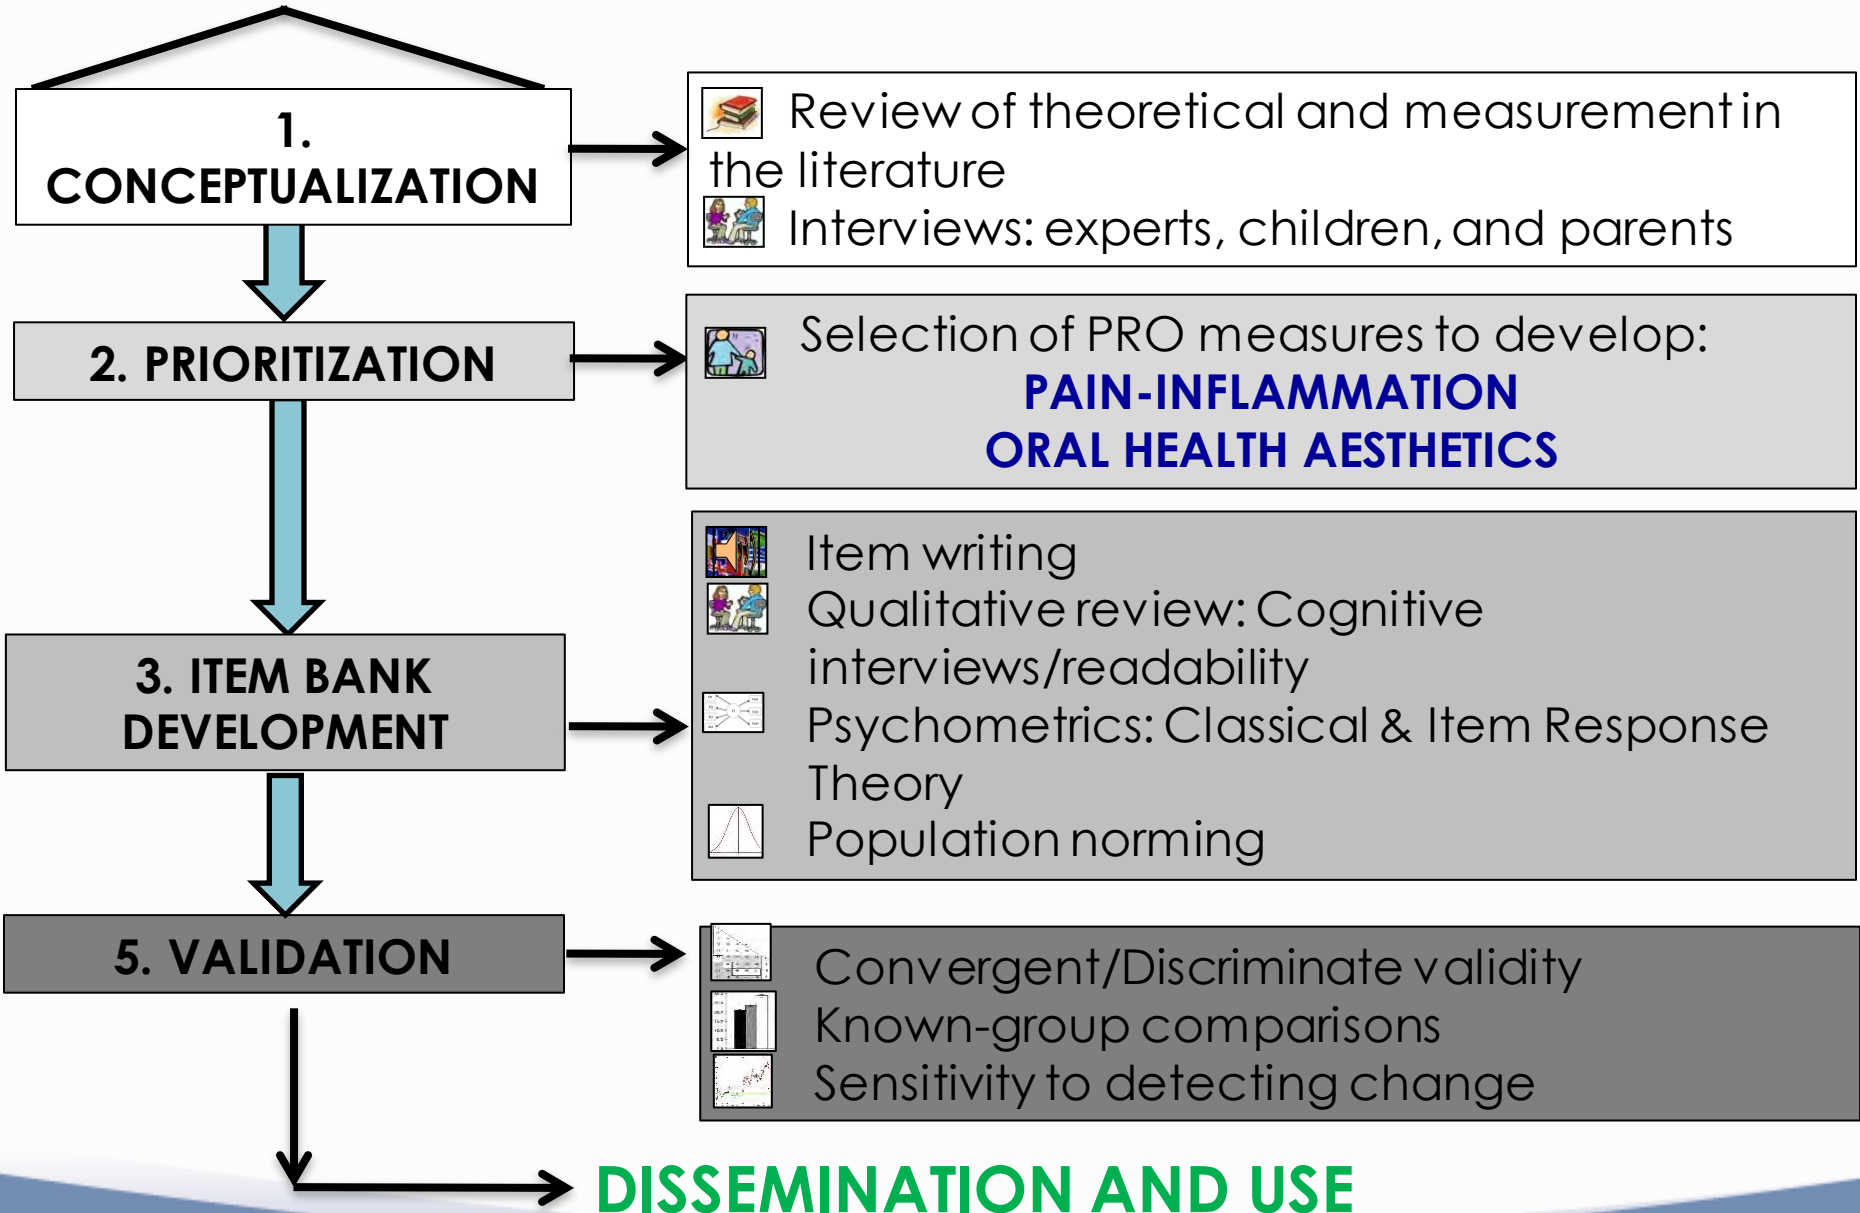 1.
CONCEPTUALIZATION
Review of theoretical and measurement in
the literature
Interviews: experts, children, and parents
2. PRIORITIZATION
Selection of PRO measures to develop:
PAIN-INFLAMMATION
ORAL HEALTH AESTHETICS
3. ITEM BANK
DEVELOPMENT
Item writing
Qualitative review: Cognitive
interviews/readability
Psychometrics: Classical & Item Response
Theory
Population norming
5. VALIDATION
Convergent/Discriminate validity
Known-group comparisons
Sensitivity to detecting change
DISSEMINATION AND USE